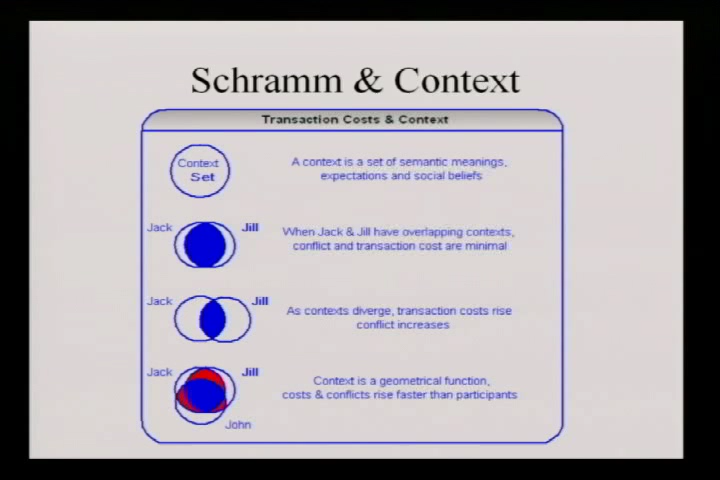 Schramm & Context
Transaction Costs & Context
Context
Set
A context is a set of semantic meanings,
expectations and social beliefs
Jack
Jill
When Jack & Jill have overlapping contexts,
conflict and transaction cost are minimal
Jack
Jill
As contexts diverge, transaction costs rise
conflict increases
Jack
Jill
John
Context is a geometrical function,
costs & conflicts rise faster than participants